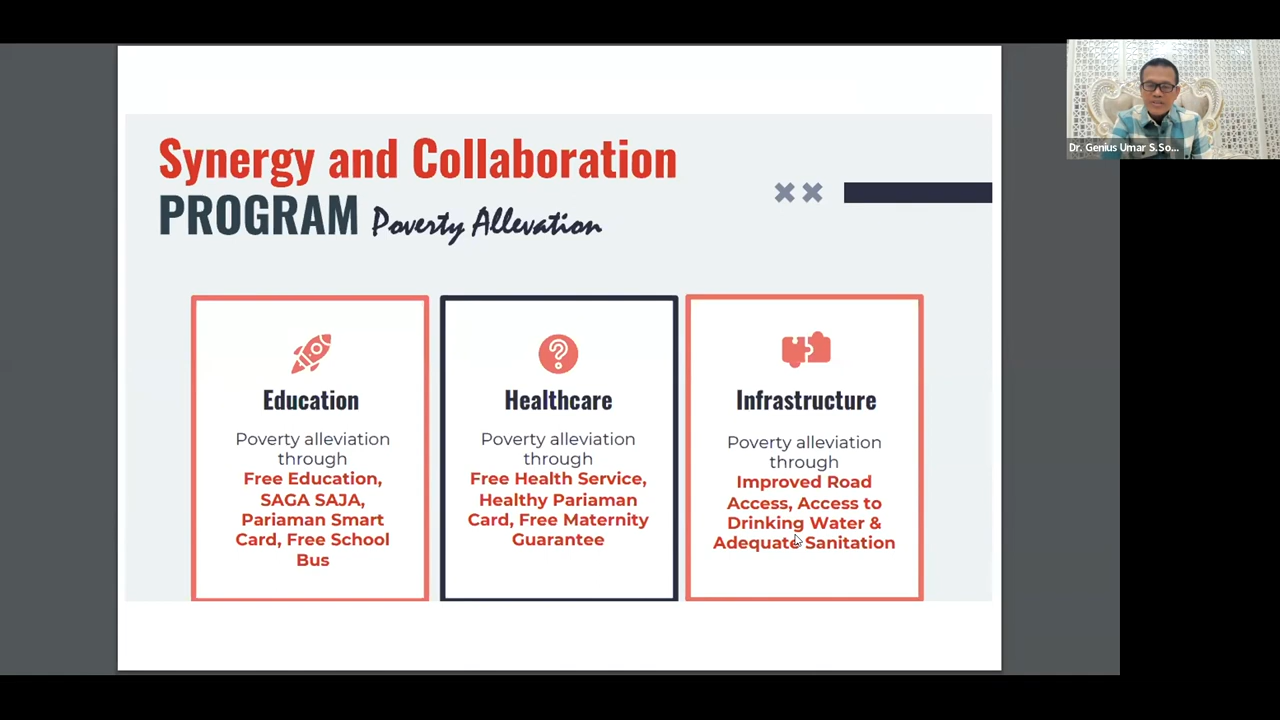 Synergy and Collaboration
PROGRAM Poverty Allevation
Education
Poverty alleviation
through
Free Education,
SAGA SAJA,
Pariaman Smart
Card, Free School
Bus
Healthcare
Poverty alleviation
through
Free Health Service,
Healthy Pariaman
Card, Free Maternity
Guarantee
Infrastructure
Poverty alleviation
through
Improved Road
Access, Access to
Drinking Water &
Adequate Sanitation
Dr. Genius Umar S.So...